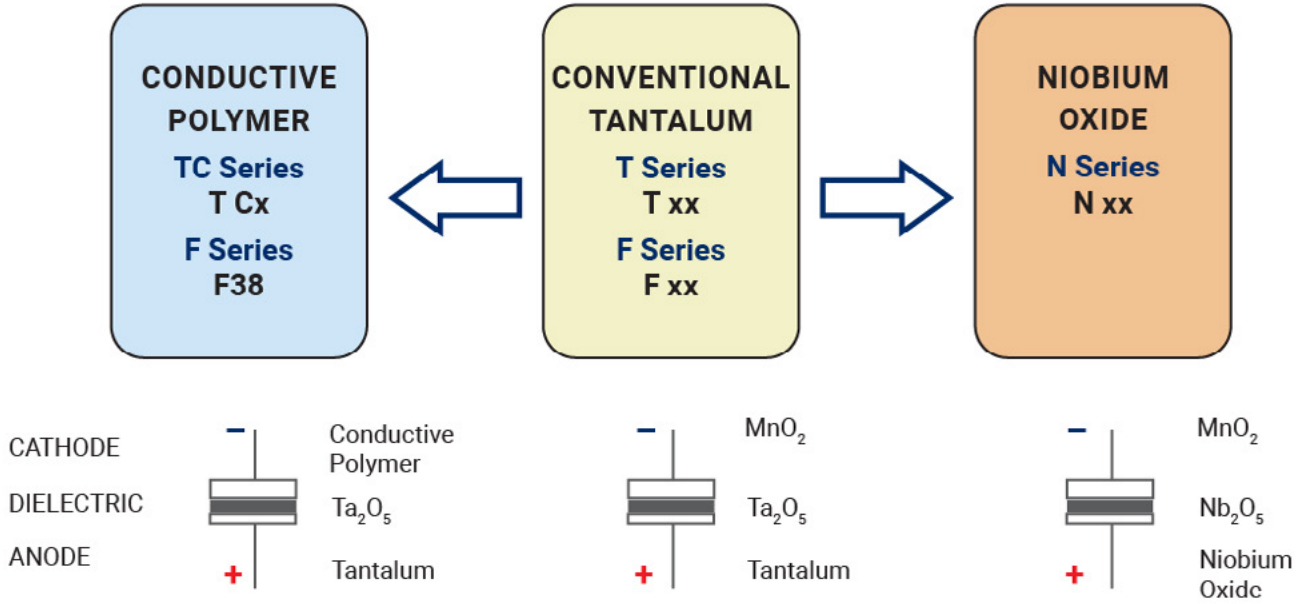 CONDUCTIVE
POLYMER
TC Series
T Cx
F Series
F38
CONVENTIONAL
TANTALUM
T Series
T xx
F Series
F xx
NIOBIUM
OXIDE
N Series
N xx
CATHODE
DIELECTRIC
ANODE
−
Conductive
Polymer
Ta₂O₅
+
Tantalum
−
MnO₂
Ta₂O₅
+
Tantalum
−
MnO₂
Nb₂O₅
+
Niobium
Oxide